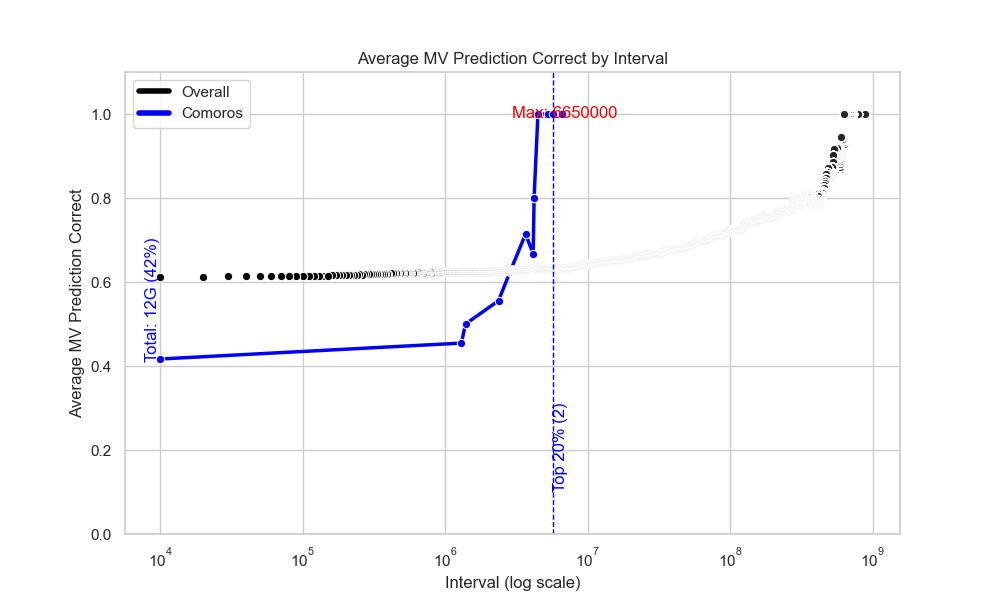 Average MV Prediction Correct by Interval
Overall
Comoros
Max: 6650000
Total: 12G (42%)
Top 20% (2)
Average MV Prediction Correct
1.0
0.8
0.6
0.4
0.2
0.0
10^4 10^5 10^6 10^7 10^8 10^9
Interval (log scale)